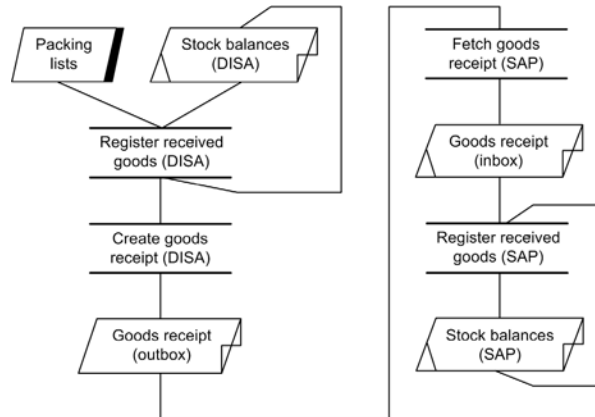 Packing
lists
Stock balances
(DISA)
Register received
goods (DISA)
Create goods
receipt (DISA)
Goods receipt
(outbox)
Fetch goods
receipt (SAP)
Goods receipt
(inbox)
Register received
goods (SAP)
Stock balances
(SAP)